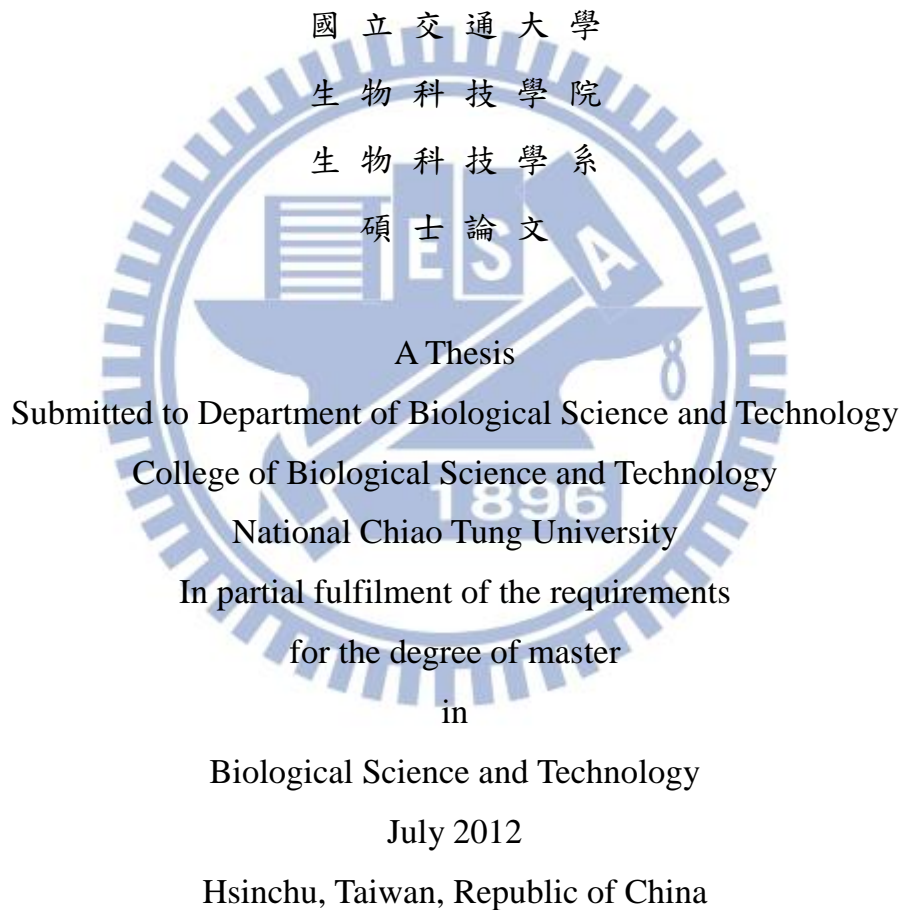 國立交通大學
生物科技學院
生物科技學系
碩士論文
E S A
A Thesis
Submitted to Department of Biological Science and Technology
College of Biological Science and Technology
1896
National Chiao Tung University
In partial fulfilment of the requirements
for the degree of master
in
Biological Science and Technology
July 2012
Hsinchu, Taiwan, Republic of China